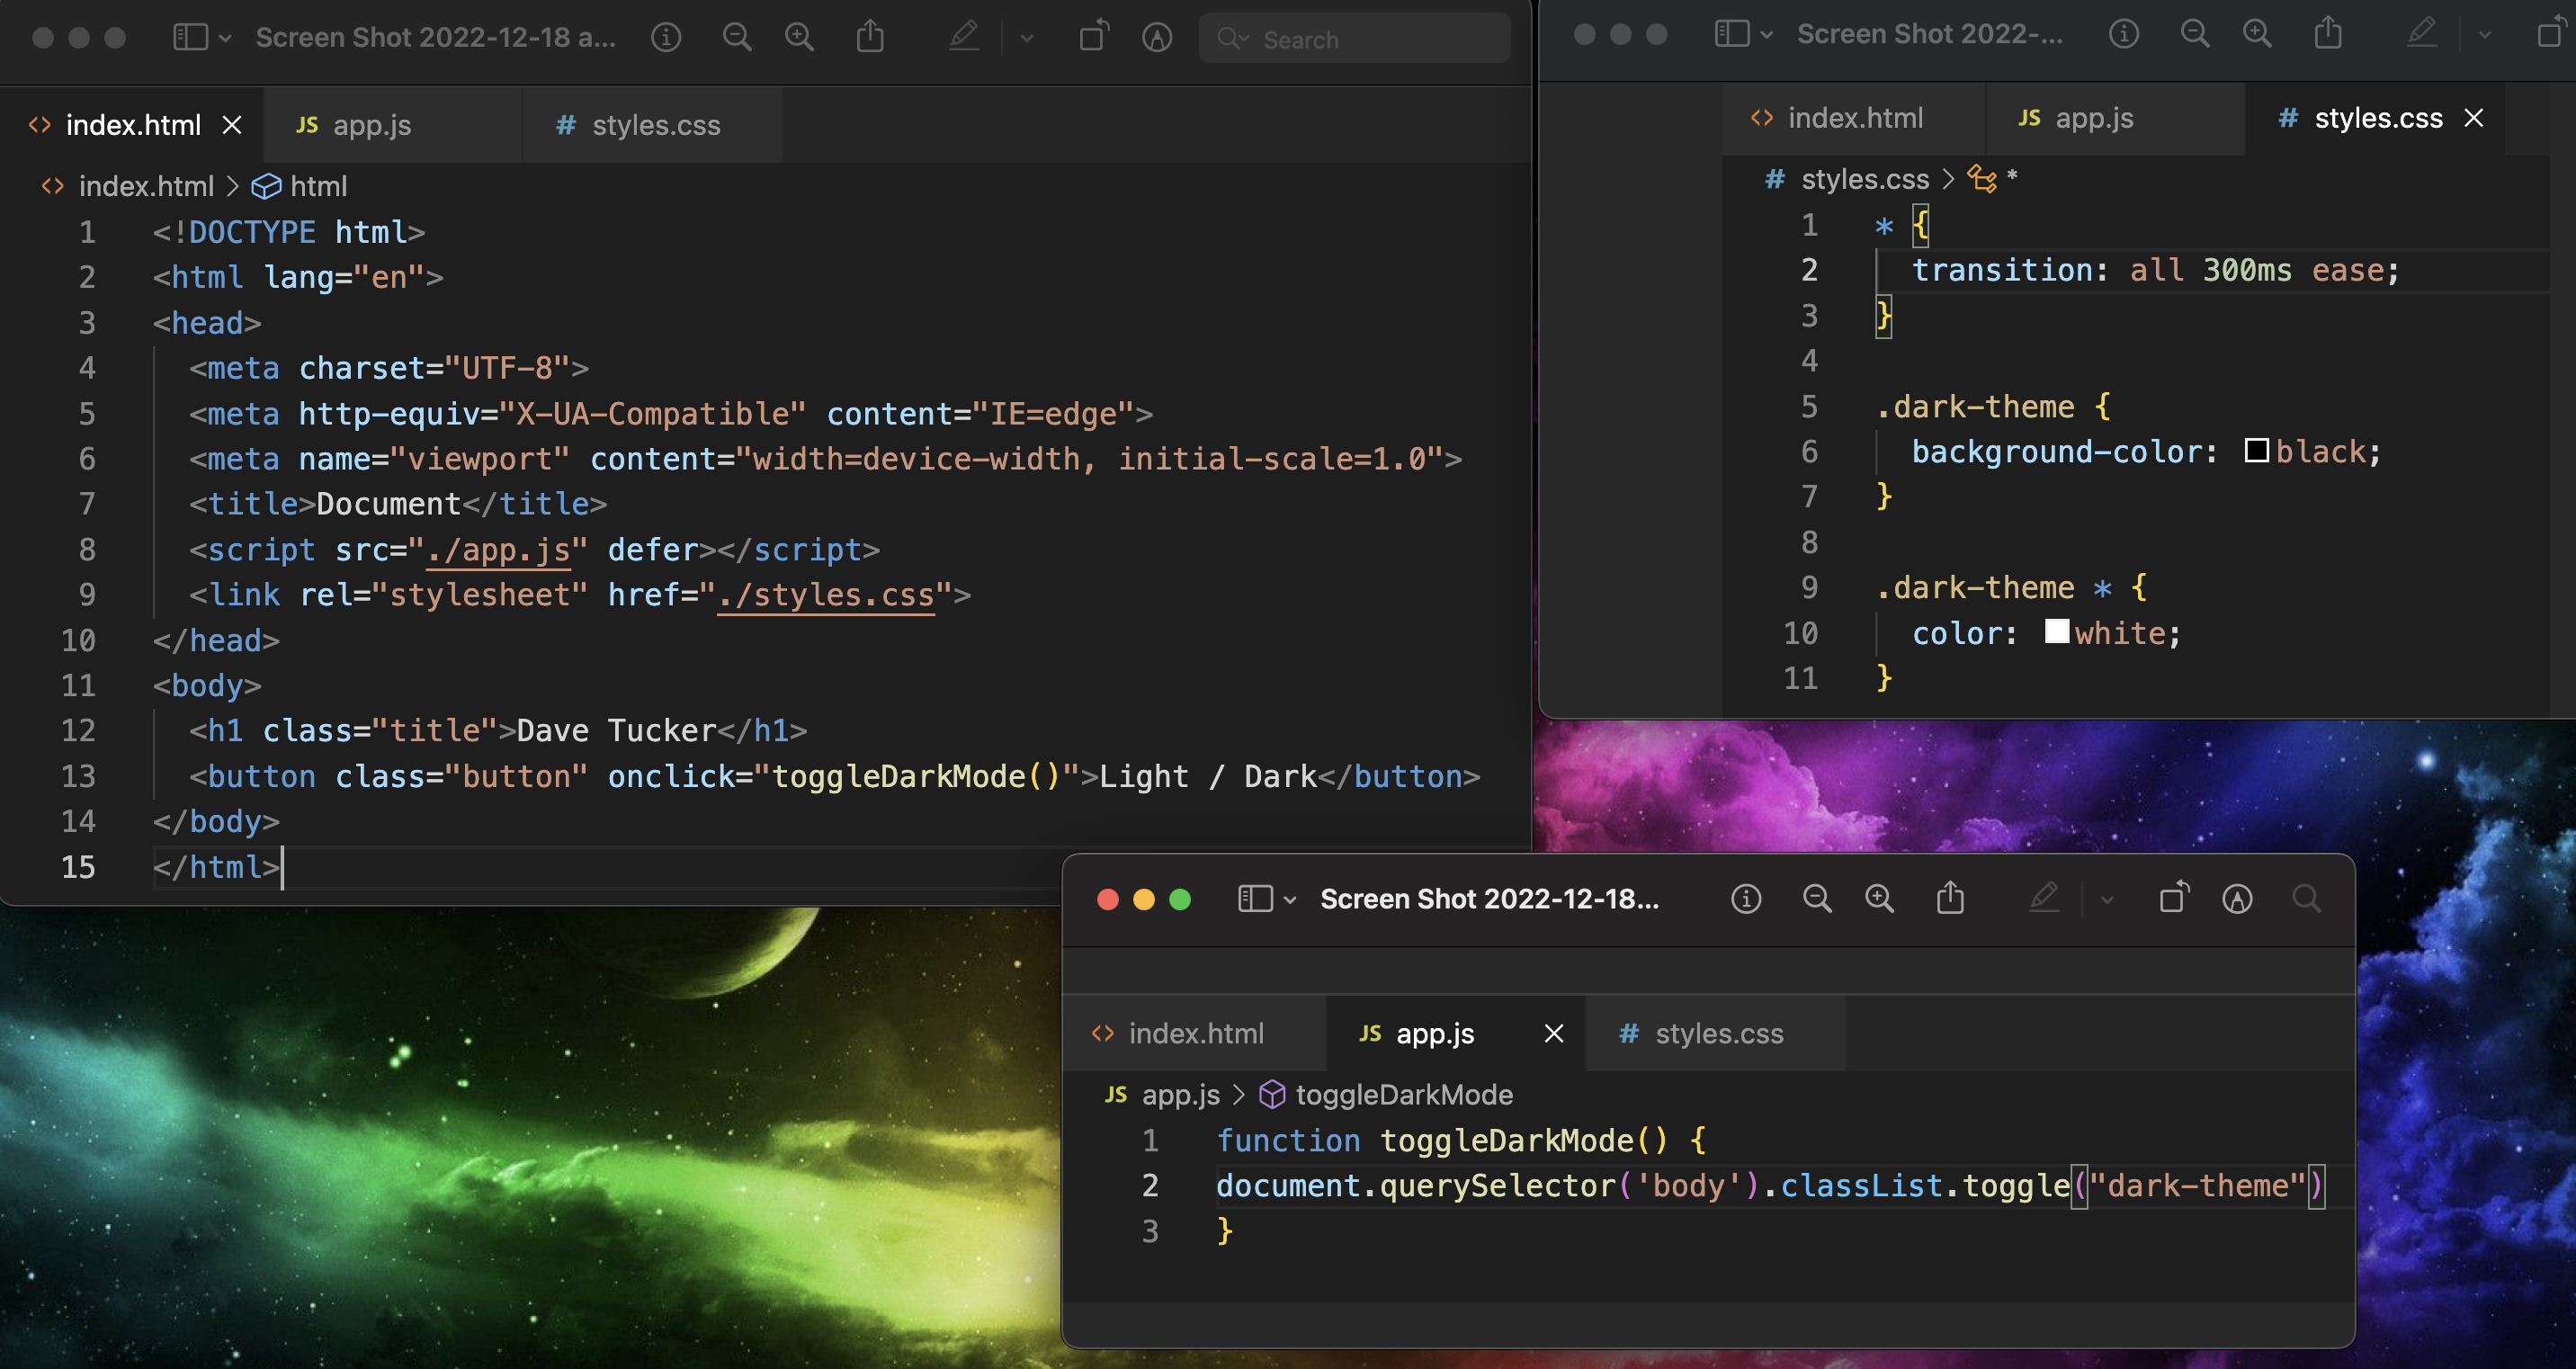 Screen Shot 2022-12-18 a...
Search
index.html
JS app.js
# styles.css
index.html > html
1 <!DOCTYPE html>
2 <html lang="en">
3 <head>
4 <meta charset="UTF-8">
5 <meta http-equiv="X-UA-Compatible" content="IE=edge">
6 <meta name="viewport" content="width=device-width, initial-scale=1.0">
7 <title>Document</title>
8 <script src="./app.js" defer></script>
9 <link rel="stylesheet" href="./styles.css">
10 </head>
11 <body>
12 <h1 class="title">Dave Tucker</h1>
13 <button class="button" onclick="toggleDarkMode()">Light / Dark</button>
14 </body>
15 </html>
Screen Shot 2022-...
index.html
JS app.js
# styles.css
# styles.css > *
1 * {
2 transition: all 300ms ease;
3 }
4
5 .dark-theme {
6 background-color: black;
7 }
8
9 .dark-theme * {
10 color: white;
11 }
Screen Shot 2022-12-18...
index.html
JS app.js
# styles.css
JS app.js > toggleDarkMode
1 function toggleDarkMode() {
2 document.querySelector('body').classList.toggle("dark-theme")
3 }